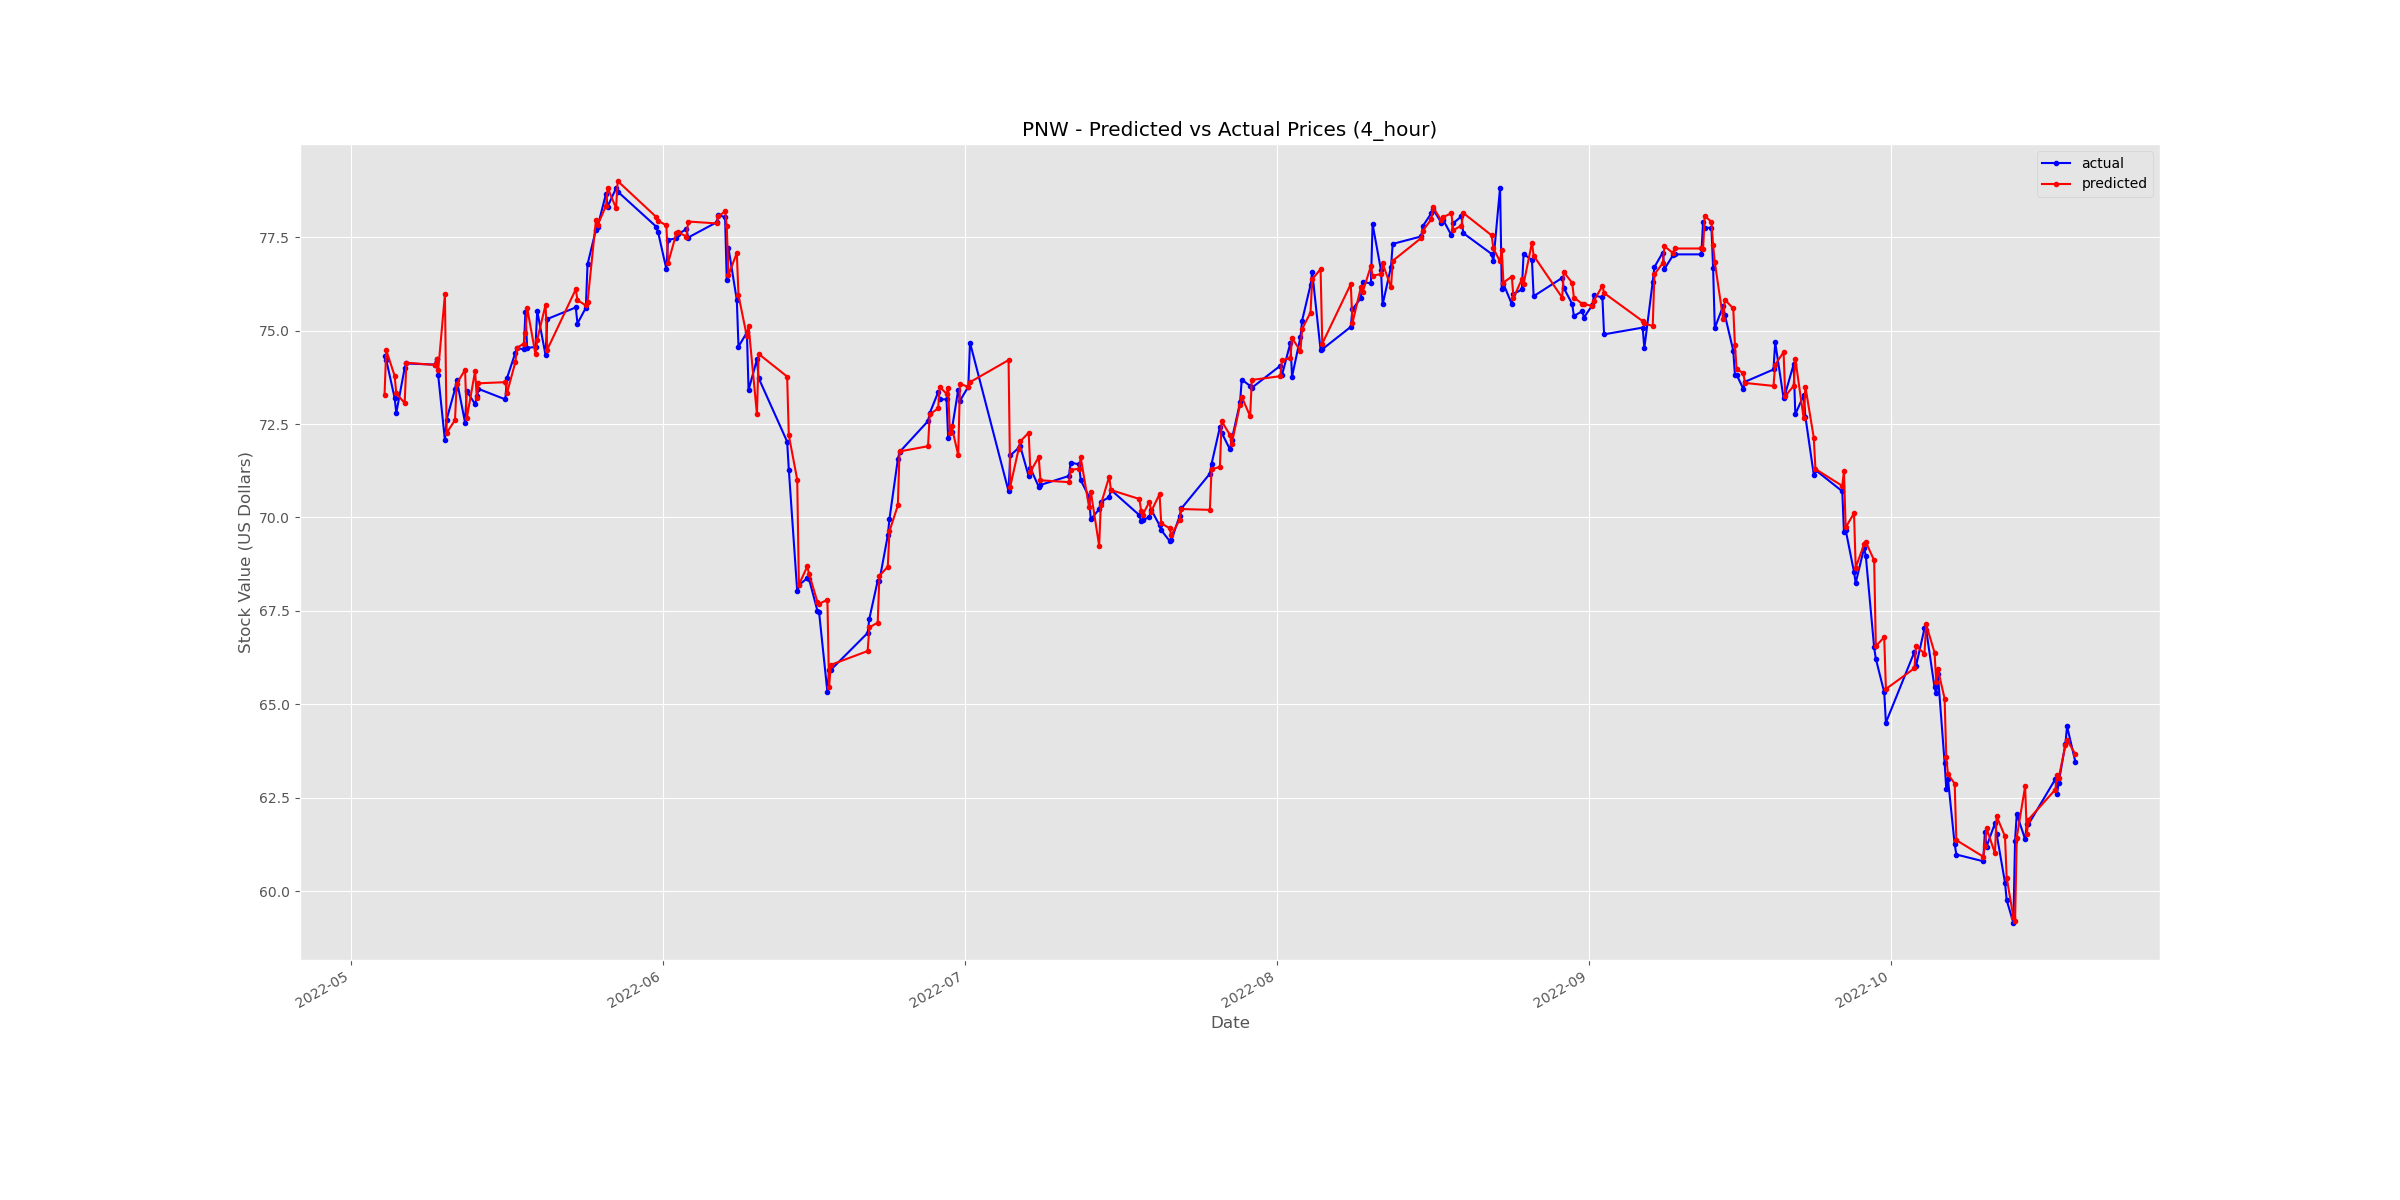 PNW - Predicted vs Actual Prices (4_hour)
actual
predicted
77.5
75.0
72.5
70.0
67.5
65.0
62.5
60.0
Stock Value (US Dollars)
2022-05
2022-06
2022-07
2022-08
2022-09
2022-10
Date